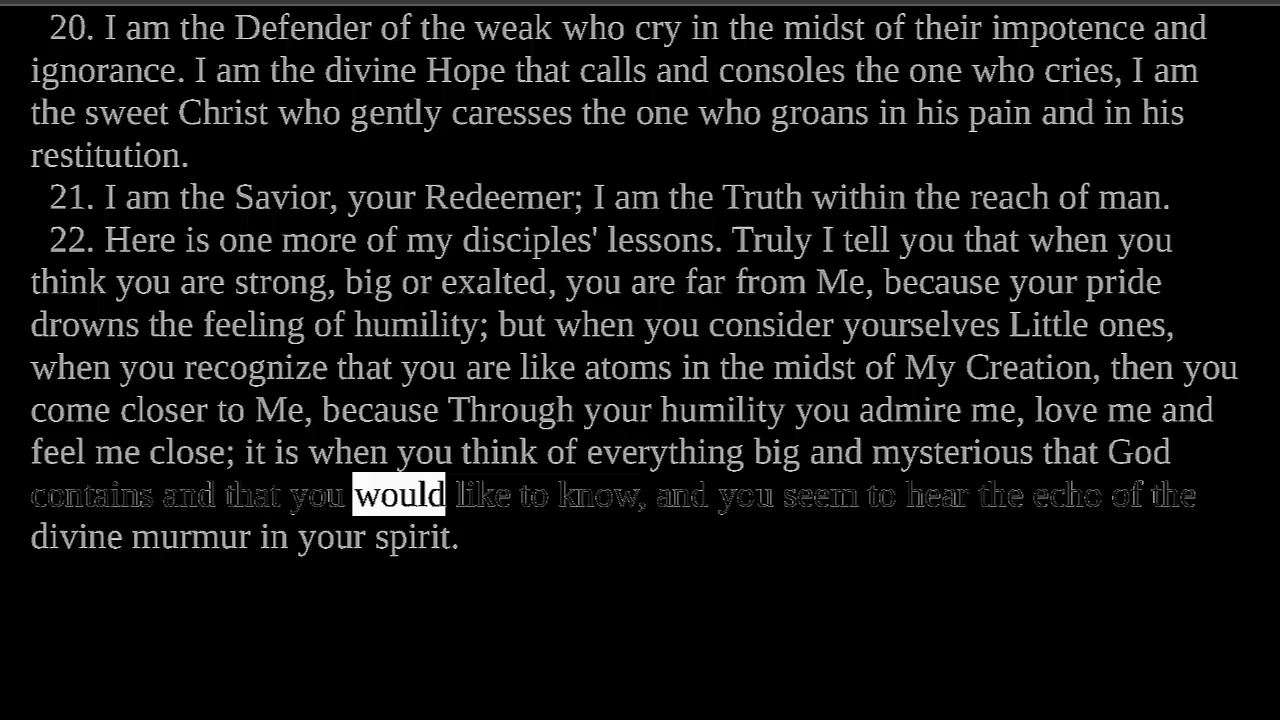 20. I am the Defender of the weak who cry in the midst of their impotence and
ignorance. I am the divine Hope that calls and consoles the one who cries, I am
the sweet Christ who gently caresses the one who groans in his pain and in his
restitution.
21. I am the Savior, your Redeemer; I am the Truth within the reach of man.
22. Here is one more of my disciples' lessons. Truly I tell you that when you
think you are strong, big or exalted, you are far from Me, because your pride
drowns the feeling of humility; but when you consider yourselves Little ones,
when you recognize that you are like atoms in the midst of My Creation, then you
come closer to Me, because Through your humility you admire me, love me and
feel me close; it is when you think of everything big and mysterious that God
contains and that you would like to know, and you seem to hear the echo of the
divine murmur in your spirit.